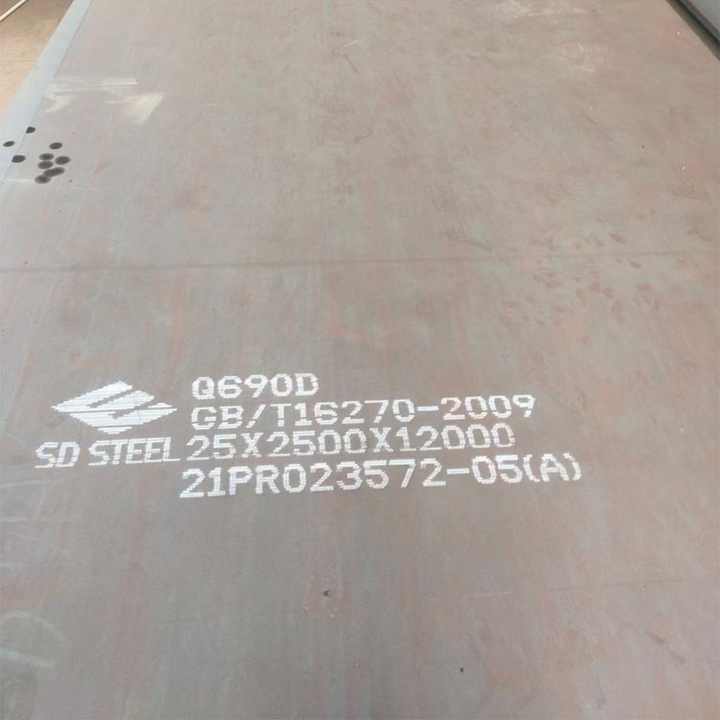 Q690D
GB/T16270-2009
SD STEEL 25X2500X12000
21PR023572-05(A)